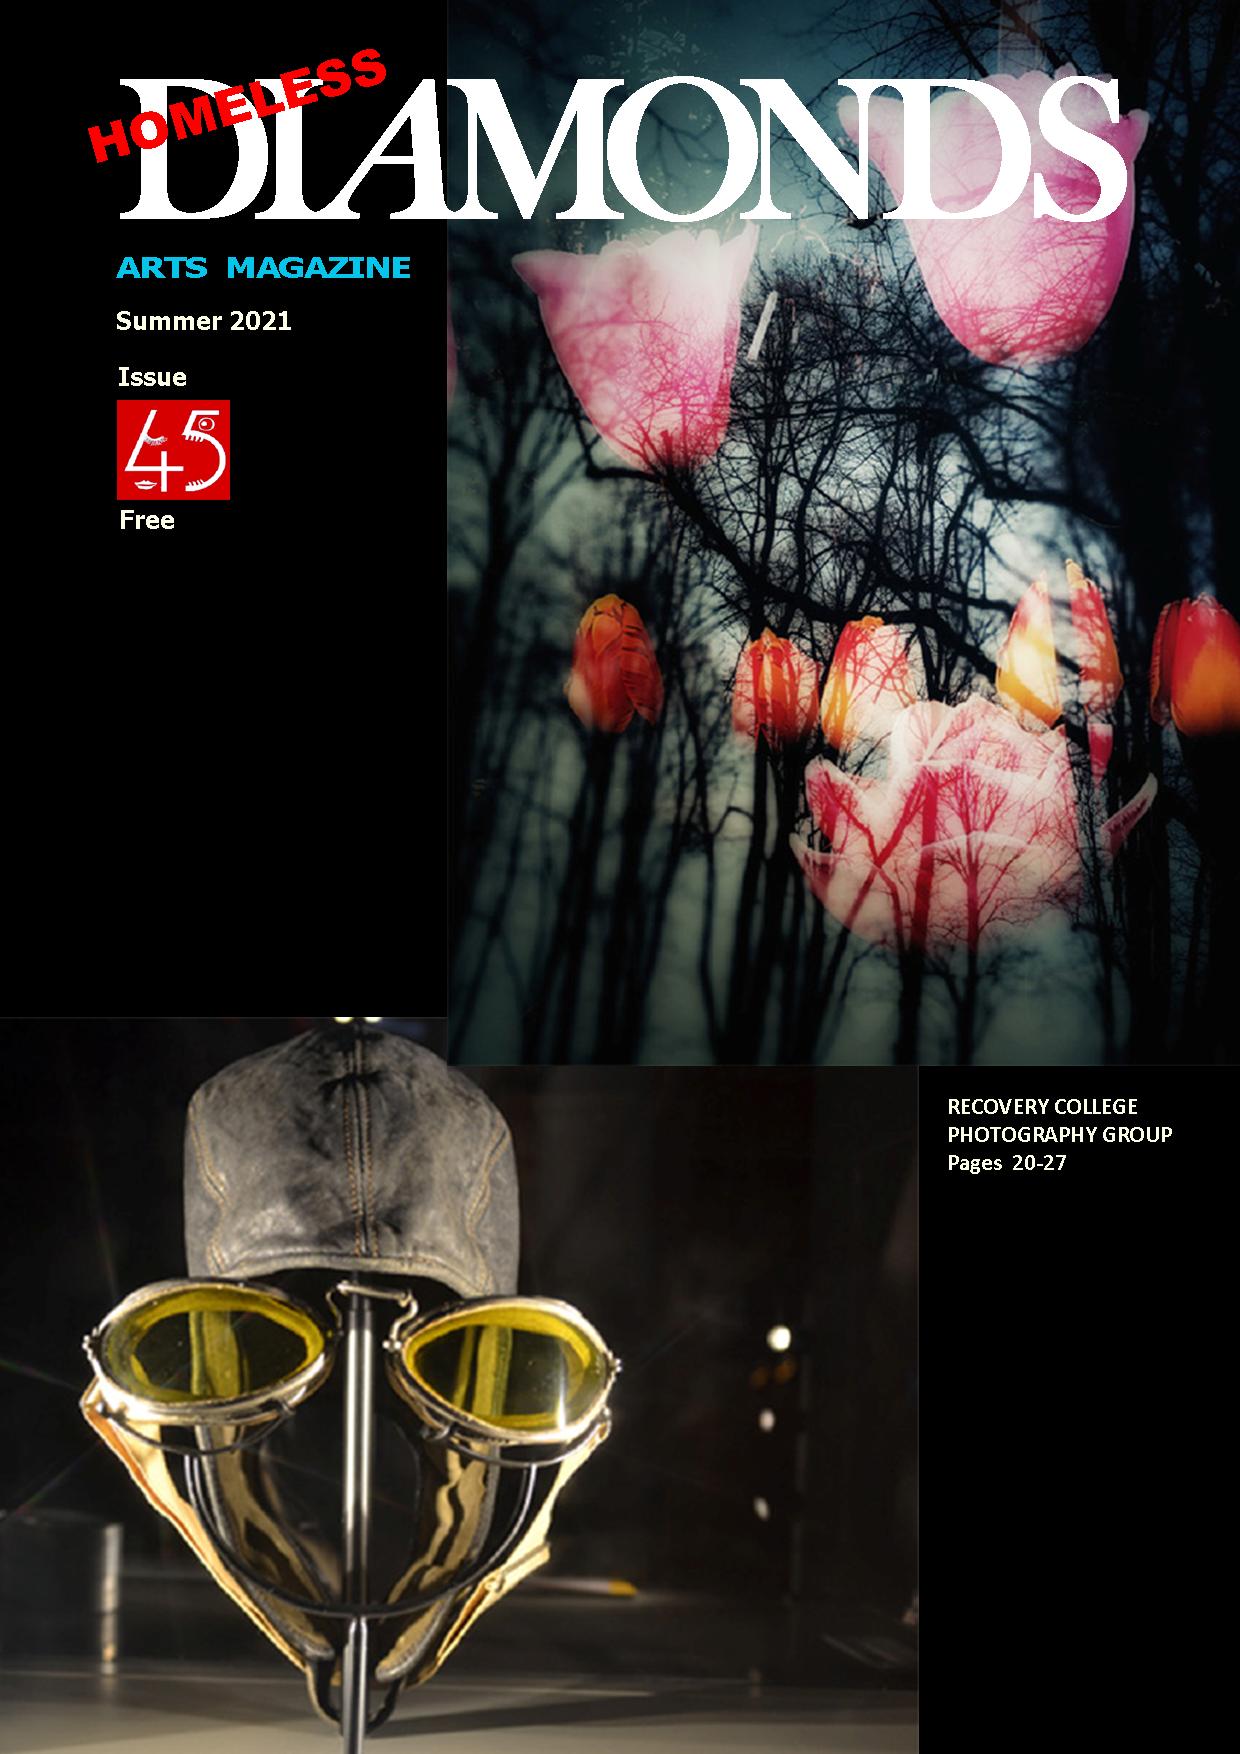 HOMELESS
DIAMONDS
ARTS MAGAZINE
Summer 2021
Issue
45
Free
RECOVERY COLLEGE
PHOTOGRAPHY GROUP
Pages 20-27